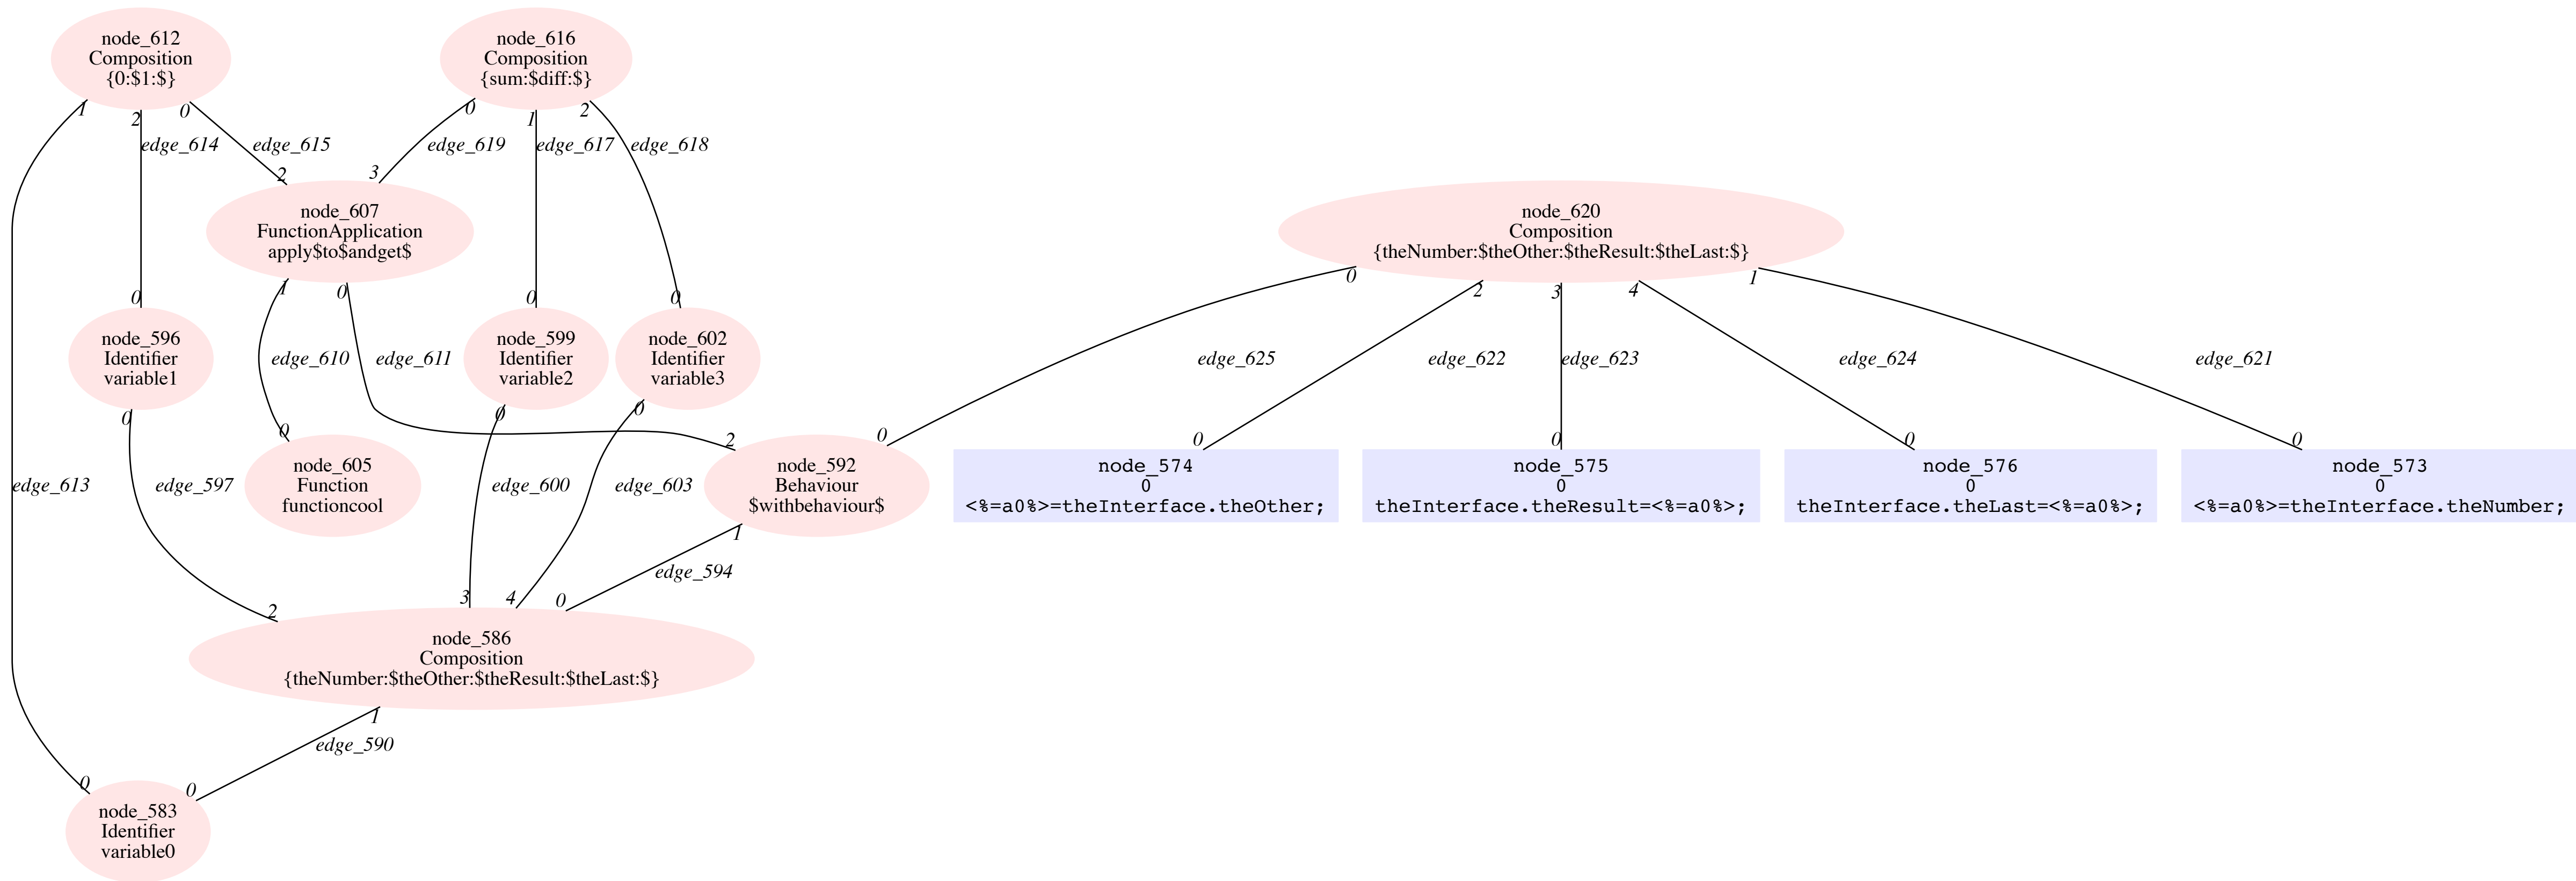 node_612
Composition
{0:$1:$}
node_616
Composition
{sum:$diff:$}
1
2
0
0
1
2
edge_614
edge_615
edge_619
edge_617
edge_618
2
3
node_607
FunctionApplication
apply$to$andget$
node_620
Composition
{theNumber:$theOther:$theResult:$theLast:$}
1
0
0
2
3
4
1
0
0
0
node_596
Identifier
variable1
edge_610
edge_611
node_599
Identifier
variable2
node_602
Identifier
variable3
edge_625
edge_622
edge_623
edge_624
edge_621
0
0
0
0
2
0
0
0
0
0
edge_613
edge_597
node_605
Function
functioncool
edge_600
edge_603
node_592
Behaviour
$withbehaviour$
node_574
0
<%=a0%>=theInterface.theOther;
node_575
0
theInterface.theResult=<%=a0%>;
node_576
0
theInterface.theLast=<%=a0%>;
node_573
0
<%=a0%>=theInterface.theNumber;
1
edge_594
2
3
4
0
node_586
Composition
{theNumber:$theOther:$theResult:$theLast:$}
1
edge_590
0
0
node_583
Identifier
variable0